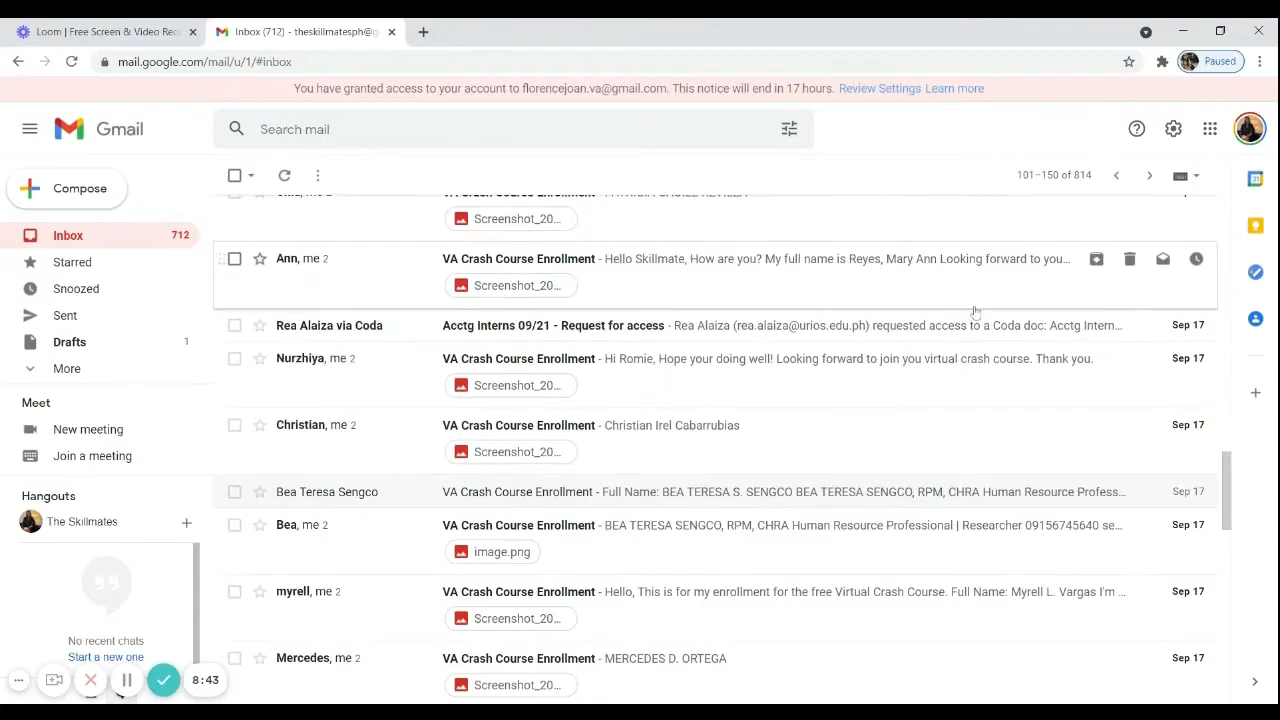 Loom | Free Screen & Video Rec
Inbox (712) - theskillmatesph@g
mail.google.com/mail/u/1/#inbox
Paused
You have granted access to your account to florencejoan.va@gmail.com. This notice will end in 17 hours. Review Settings Learn more
Gmail
Search mail
Compose
101–150 of 814
Screenshot_20...
Inbox 712
Ann, me 2 VA Crash Course Enrollment - Hello Skillmate, How are you? My full name is Reyes, Mary Ann Looking forward to you...
Starred
Screenshot_20...
Snoozed
Sent
Rea Alaiza via Coda Acctg Interns 09/21 - Request for access - Rea Alaiza (rea.alaiza@urios.edu.ph) requested access to a Coda doc: Acctg Intern... Sep 17
Drafts 1
Nurzhiya, me 2 VA Crash Course Enrollment - Hi Romie, Hope your doing well! Looking forward to join you virtual crash course. Thank you. Sep 17
More
Screenshot_20...
Meet
New meeting
Christian, me 2 VA Crash Course Enrollment - Christian Irel Cabarrubias Sep 17
Join a meeting
Screenshot_20...
Hangouts
Bea Teresa Sengco VA Crash Course Enrollment - Full Name: BEA TERESA S. SENGCO BEA TERESA SENGCO, RPM, CHRA Human Resource Profess... Sep 17
The Skillmates
Bea, me 2 VA Crash Course Enrollment - BEA TERESA SENGCO, RPM, CHRA Human Resource Professional | Researcher 09156745640 se... Sep 17
image.png
myrell, me 2 VA Crash Course Enrollment - Hello, This is for my enrollment for the free Virtual Crash Course. Full Name: Myrell L. Vargas I'm ... Sep 17
Screenshot_20...
No recent chats
Start a new one
Mercedes, me 2 VA Crash Course Enrollment - MERCEDES D. ORTEGA Sep 17
8:43
Screenshot_20...